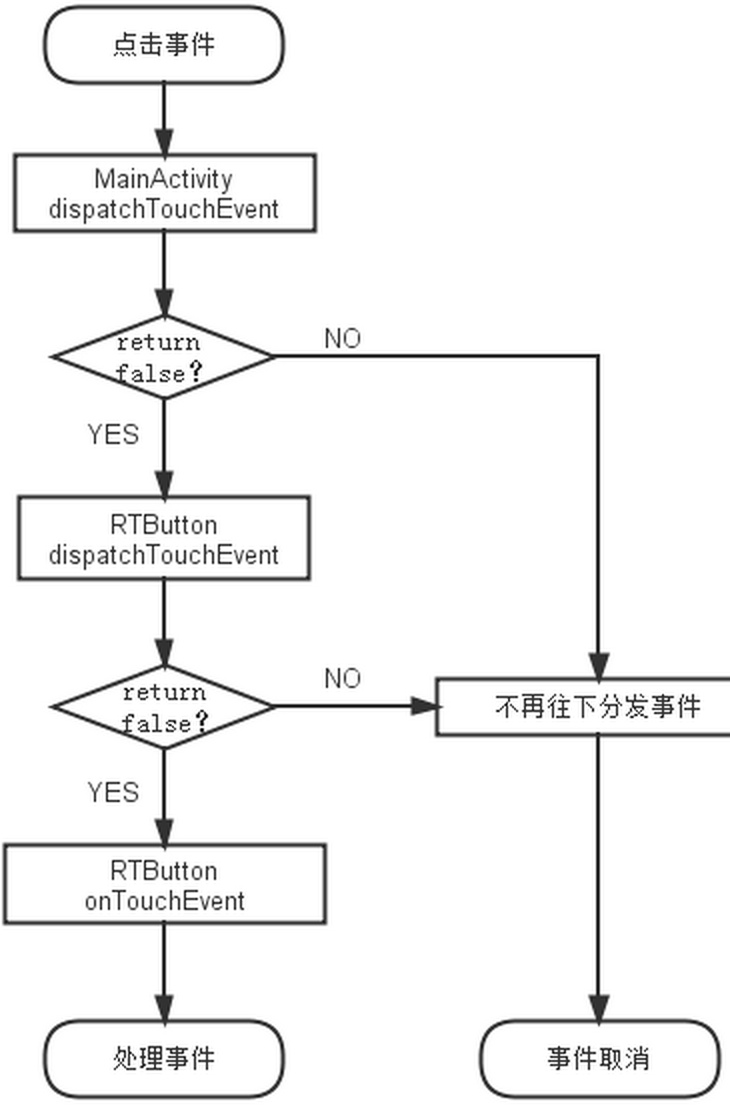 点击事件
MainActivity
dispatchTouchEvent
return
false?
NO
YES
RTButton
dispatchTouchEvent
return
false?
NO
不再往下分发事件
YES
RTButton
onTouchEvent
处理事件
事件取消